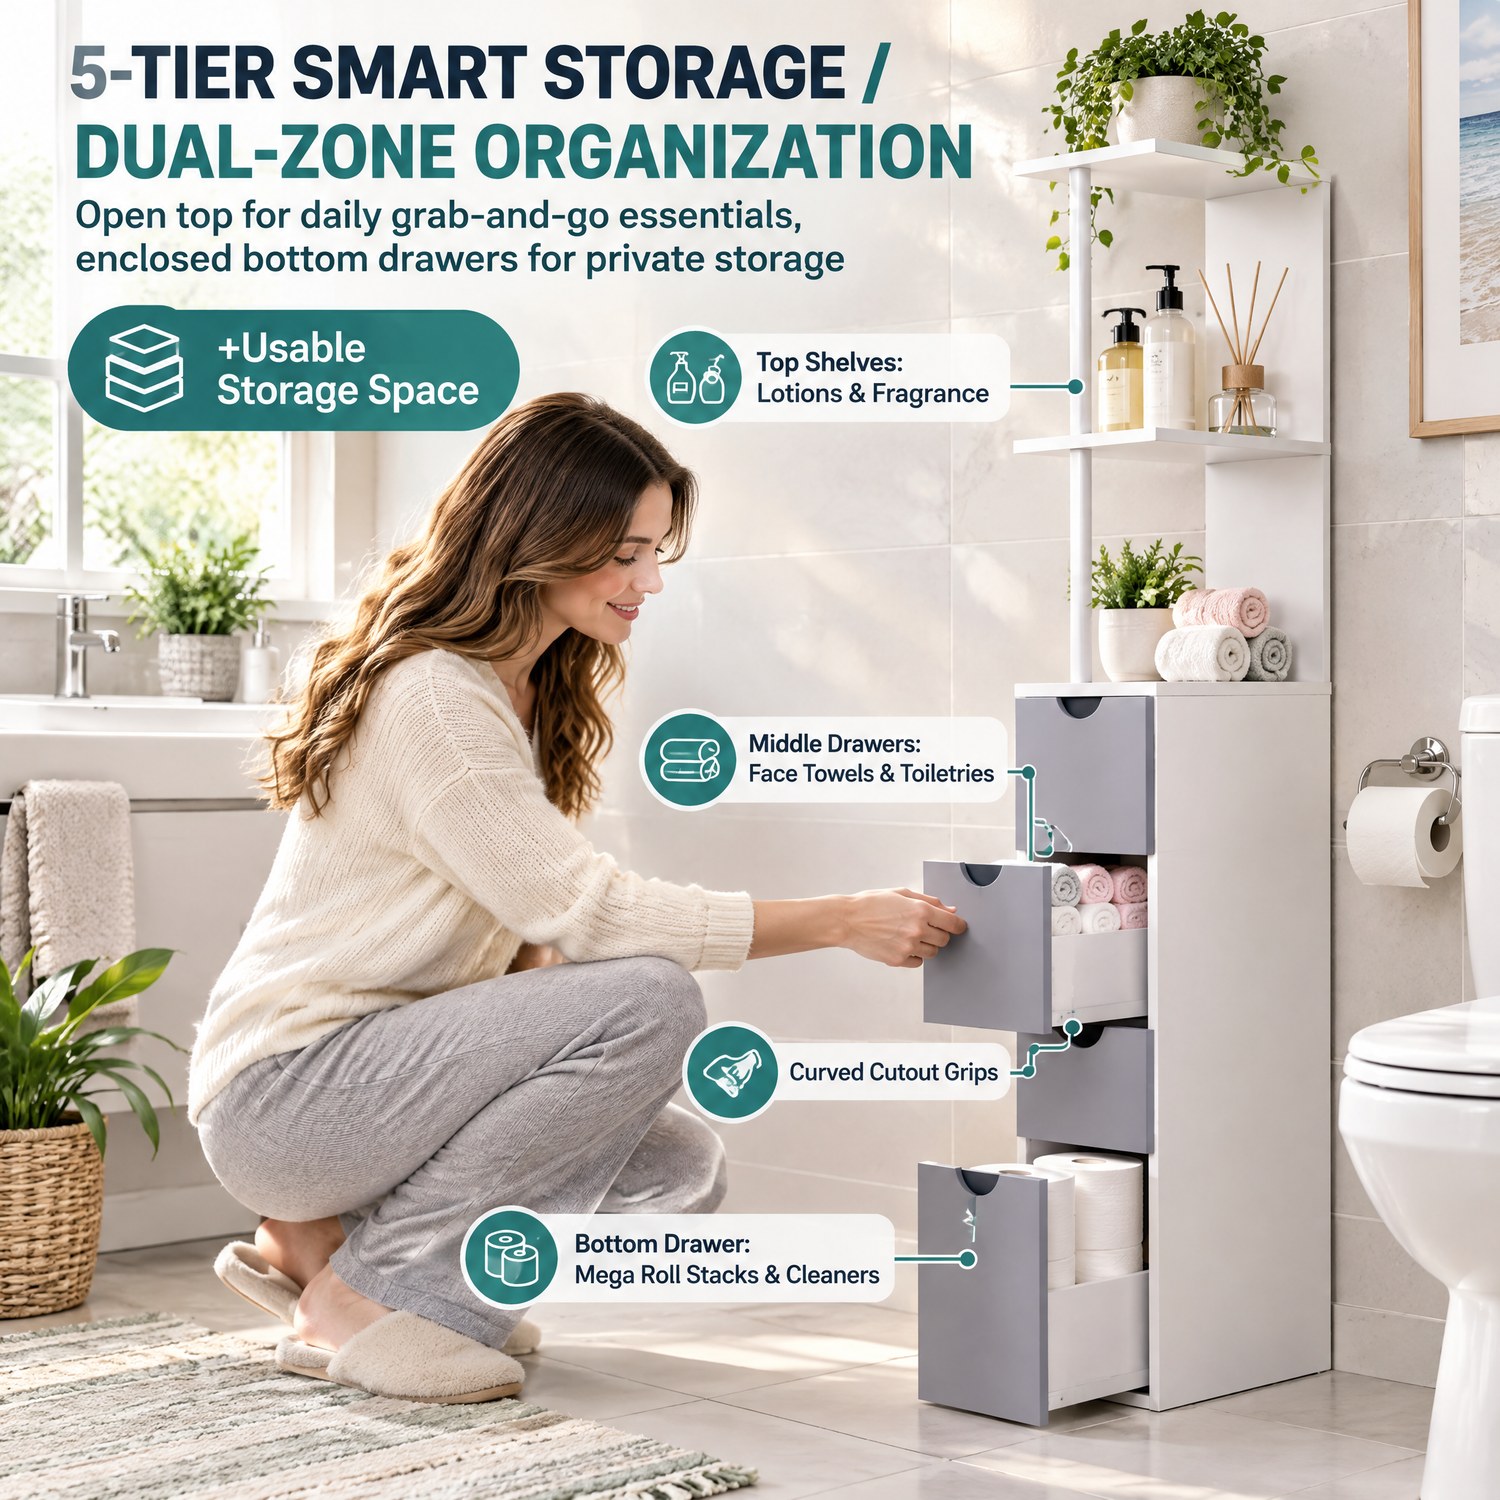 5-TIER SMART STORAGE /
DUAL-ZONE ORGANIZATION
Open top for daily grab-and-go essentials,
enclosed bottom drawers for private storage
+Usable
Storage Space
Top Shelves:
Lotions & Fragrance
Middle Drawers:
Face Towels & Toiletries
Curved Cutout Grips
Bottom Drawer:
Mega Roll Stacks & Cleaners